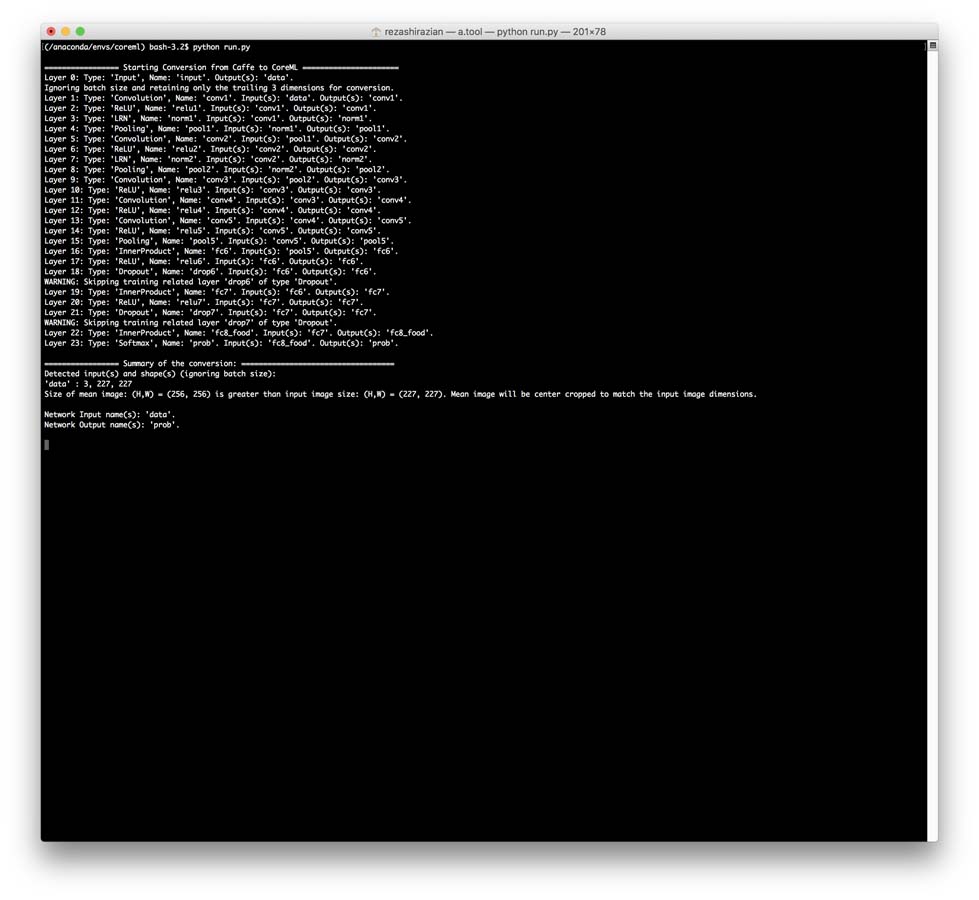 rezashirazian — a.tool — python run.py — 201×78
(/anaconda/envs/coreml) bash-3.2$ python run.py
================= Starting Conversion from Caffe to CoreML ======================
Layer 0: Type: 'Input', Name: 'input'. Output(s): 'data'.
Ignoring batch size and retaining only the trailing 3 dimensions for conversion.
Layer 1: Type: 'Convolution', Name: 'conv1'. Input(s): 'data'. Output(s): 'conv1'.
Layer 2: Type: 'ReLU', Name: 'relu1'. Input(s): 'conv1'. Output(s): 'conv1'.
Layer 3: Type: 'LRN', Name: 'norm1'. Input(s): 'conv1'. Output(s): 'norm1'.
Layer 4: Type: 'Pooling', Name: 'pool1'. Input(s): 'norm1'. Output(s): 'pool1'.
Layer 5: Type: 'Convolution', Name: 'conv2'. Input(s): 'pool1'. Output(s): 'conv2'.
Layer 6: Type: 'ReLU', Name: 'relu2'. Input(s): 'conv2'. Output(s): 'conv2'.
Layer 7: Type: 'LRN', Name: 'norm2'. Input(s): 'conv2'. Output(s): 'norm2'.
Layer 8: Type: 'Pooling', Name: 'pool2'. Input(s): 'norm2'. Output(s): 'pool2'.
Layer 9: Type: 'Convolution', Name: 'conv3'. Input(s): 'pool2'. Output(s): 'conv3'.
Layer 10: Type: 'ReLU', Name: 'relu3'. Input(s): 'conv3'. Output(s): 'conv3'.
Layer 11: Type: 'Convolution', Name: 'conv4'. Input(s): 'conv3'. Output(s): 'conv4'.
Layer 12: Type: 'ReLU', Name: 'relu4'. Input(s): 'conv4'. Output(s): 'conv4'.
Layer 13: Type: 'Convolution', Name: 'conv5'. Input(s): 'conv4'. Output(s): 'conv5'.
Layer 14: Type: 'ReLU', Name: 'relu5'. Input(s): 'conv5'. Output(s): 'conv5'.
Layer 15: Type: 'Pooling', Name: 'pool5'. Input(s): 'conv5'. Output(s): 'pool5'.
Layer 16: Type: 'InnerProduct', Name: 'fc6'. Input(s): 'pool5'. Output(s): 'fc6'.
Layer 17: Type: 'ReLU', Name: 'relu6'. Input(s): 'fc6'. Output(s): 'fc6'.
Layer 18: Type: 'Dropout', Name: 'drop6'. Input(s): 'fc6'. Output(s): 'fc6'.
WARNING: Skipping training related layer 'drop6' of type 'Dropout'.
Layer 19: Type: 'InnerProduct', Name: 'fc7'. Input(s): 'fc6'. Output(s): 'fc7'.
Layer 20: Type: 'ReLU', Name: 'relu7'. Input(s): 'fc7'. Output(s): 'fc7'.
Layer 21: Type: 'Dropout', Name: 'drop7'. Input(s): 'fc7'. Output(s): 'fc7'.
WARNING: Skipping training related layer 'drop7' of type 'Dropout'.
Layer 22: Type: 'InnerProduct', Name: 'fc8_food'. Input(s): 'fc7'. Output(s): 'fc8_food'.
Layer 23: Type: 'Softmax', Name: 'prob'. Input(s): 'fc8_food'. Output(s): 'prob'.
================= Summary of the conversion: ===================================
Detected input(s) and shape(s) (ignoring batch size):
'data' : 3, 227, 227
Size of mean image: (H,W) = (256, 256) is greater than input image size: (H,W) = (227, 227). Mean image will be center cropped to match the input image dimensions.
Network Input name(s): 'data'.
Network Output name(s): 'prob'.